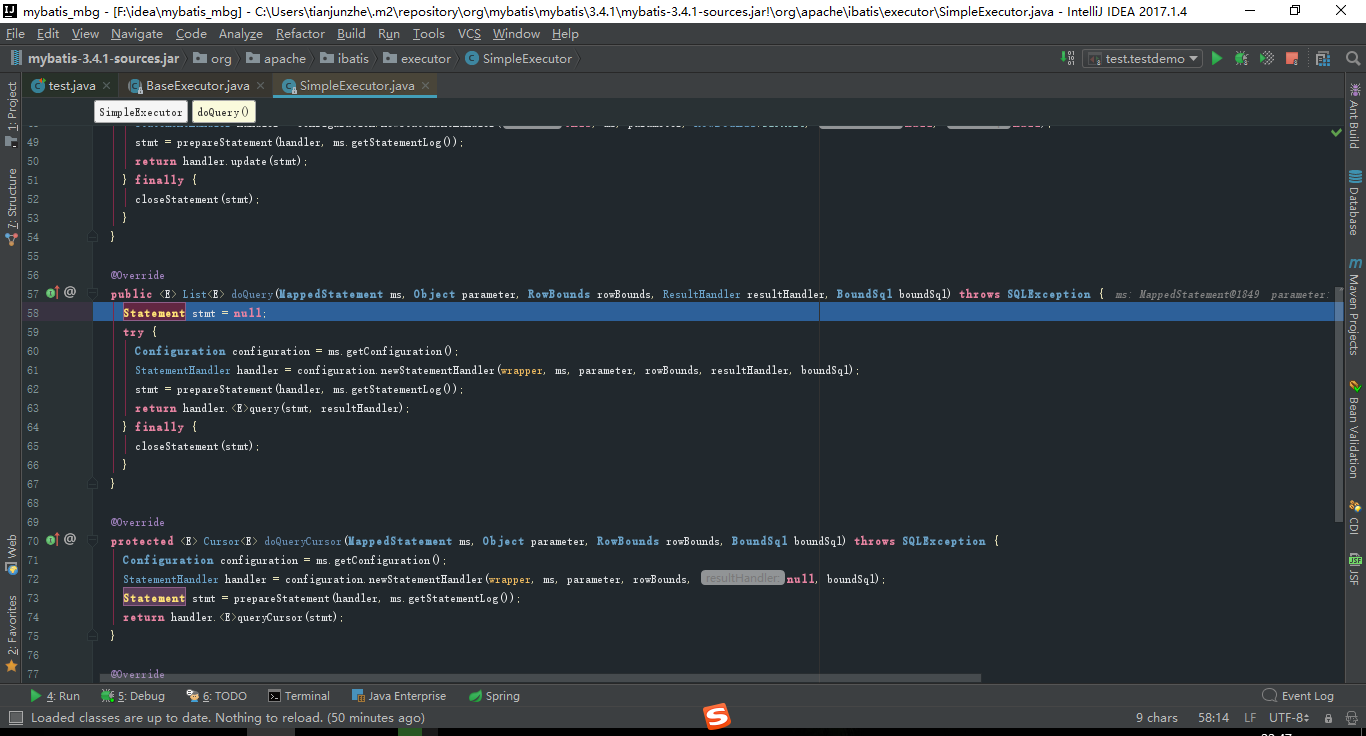 mybatis_mbg - [F:\idea\mybatis_mbg] - C:\Users\tianjunzhe\.m2\repository\org\mybatis\mybatis\3.4.1\mybatis-3.4.1-sources.jar!\org\apache\ibatis\executor\SimpleExecutor.java - IntelliJ IDEA 2017.1.4
File Edit View Navigate Code Analyze Refactor Build Run Tools VCS Window Help
mybatis-3.4.1-sources.jar org apache ibatis executor SimpleExecutor test.testdemo
test.java BaseExecutor.java SimpleExecutor.java
SimpleExecutor doQuery()
49 stmt = prepareStatement(handler, ms.getStatementLog());
50 return handler.update(stmt);
51 } finally {
52 closeStatement(stmt);
53 }
54 }
55
56 @Override
57 public <E> List<E> doQuery(MappedStatement ms, Object parameter, RowBounds rowBounds, ResultHandler resultHandler, BoundSql boundSql) throws SQLException { ms: MappedStatement@1849 parameter:
58 Statement stmt = null;
59 try {
60 Configuration configuration = ms.getConfiguration();
61 StatementHandler handler = configuration.newStatementHandler(wrapper, ms, parameter, rowBounds, resultHandler, boundSql);
62 stmt = prepareStatement(handler, ms.getStatementLog());
63 return handler.<E>query(stmt, resultHandler);
64 } finally {
65 closeStatement(stmt);
66 }
67 }
68
69 @Override
70 protected <E> Cursor<E> doQueryCursor(MappedStatement ms, Object parameter, RowBounds rowBounds, BoundSql boundSql) throws SQLException {
71 Configuration configuration = ms.getConfiguration();
72 StatementHandler handler = configuration.newStatementHandler(wrapper, ms, parameter, rowBounds, resultHandler: null, boundSql);
73 Statement stmt = prepareStatement(handler, ms.getStatementLog());
74 return handler.<E>queryCursor(stmt);
75 }
76
77 @Override
1: Project
7: Structure
Web
2: Favorites
Ant Build
Database
Maven Projects
Bean Validation
CDI
JSF
4: Run 5: Debug 6: TODO Terminal Java Enterprise Spring Event Log
Loaded classes are up to date. Nothing to reload. (50 minutes ago) 9 chars 58:14 LF UTF-8